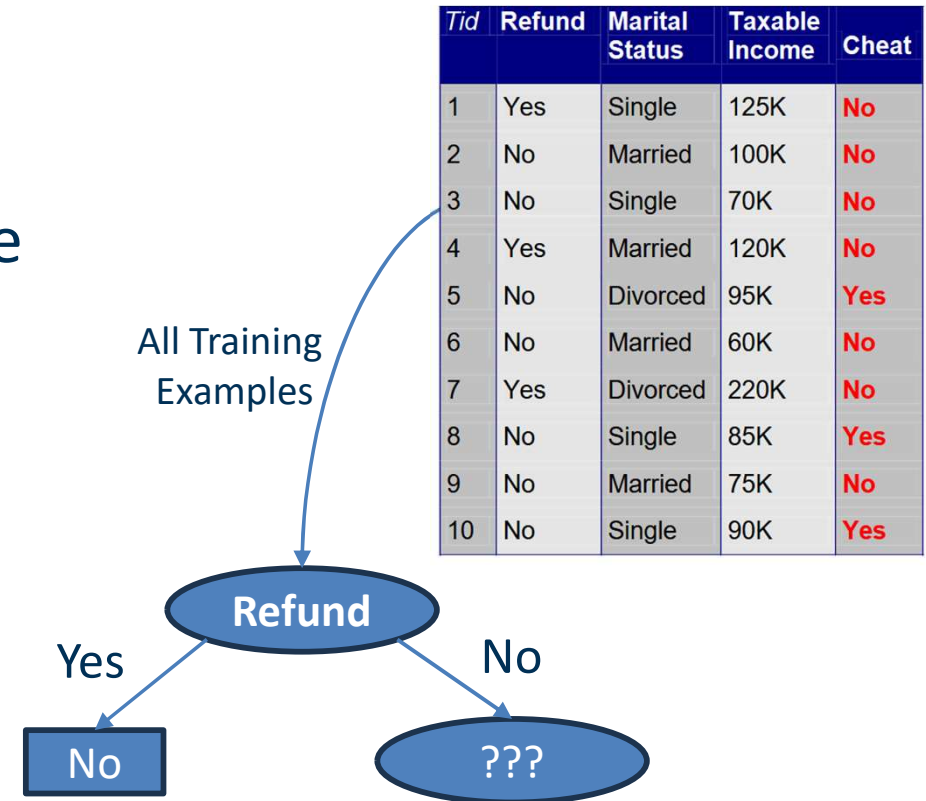 Tid Refund Marital Status Taxable Income Cheat
1 Yes Single 125K No
2 No Married 100K No
3 No Single 70K No
4 Yes Married 120K No
5 No Divorced 95K Yes
6 No Married 60K No
7 Yes Divorced 220K No
8 No Single 85K Yes
9 No Married 75K No
10 No Single 90K Yes
e
All Training
Examples
Refund
Yes
No
No
???